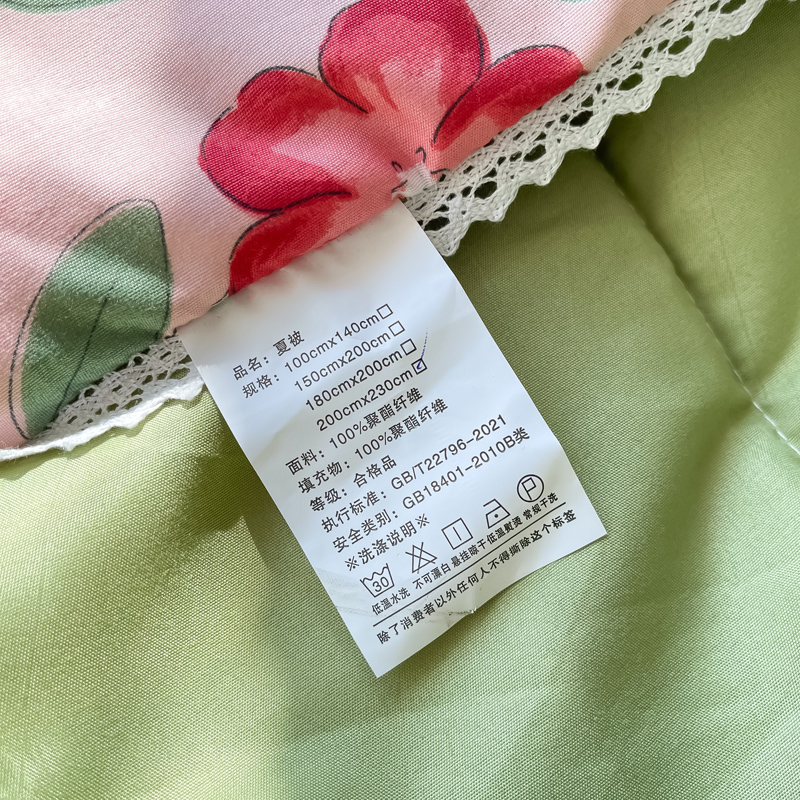 品名：夏被
规格：100cmx140cm
150cmx200cm
180cmx200cm
200cmx230cm
面料：100%聚酯纤维
填充物：100%聚酯纤维
等级：合格品
执行标准：GB/T22796-2021
安全类别：GB18401-2010B类
※洗涤说明※
30 P
低温水洗 不可漂白 悬挂晾干 低温熨烫 常规干洗
除了消费者以外任何人不得撕除这个标签